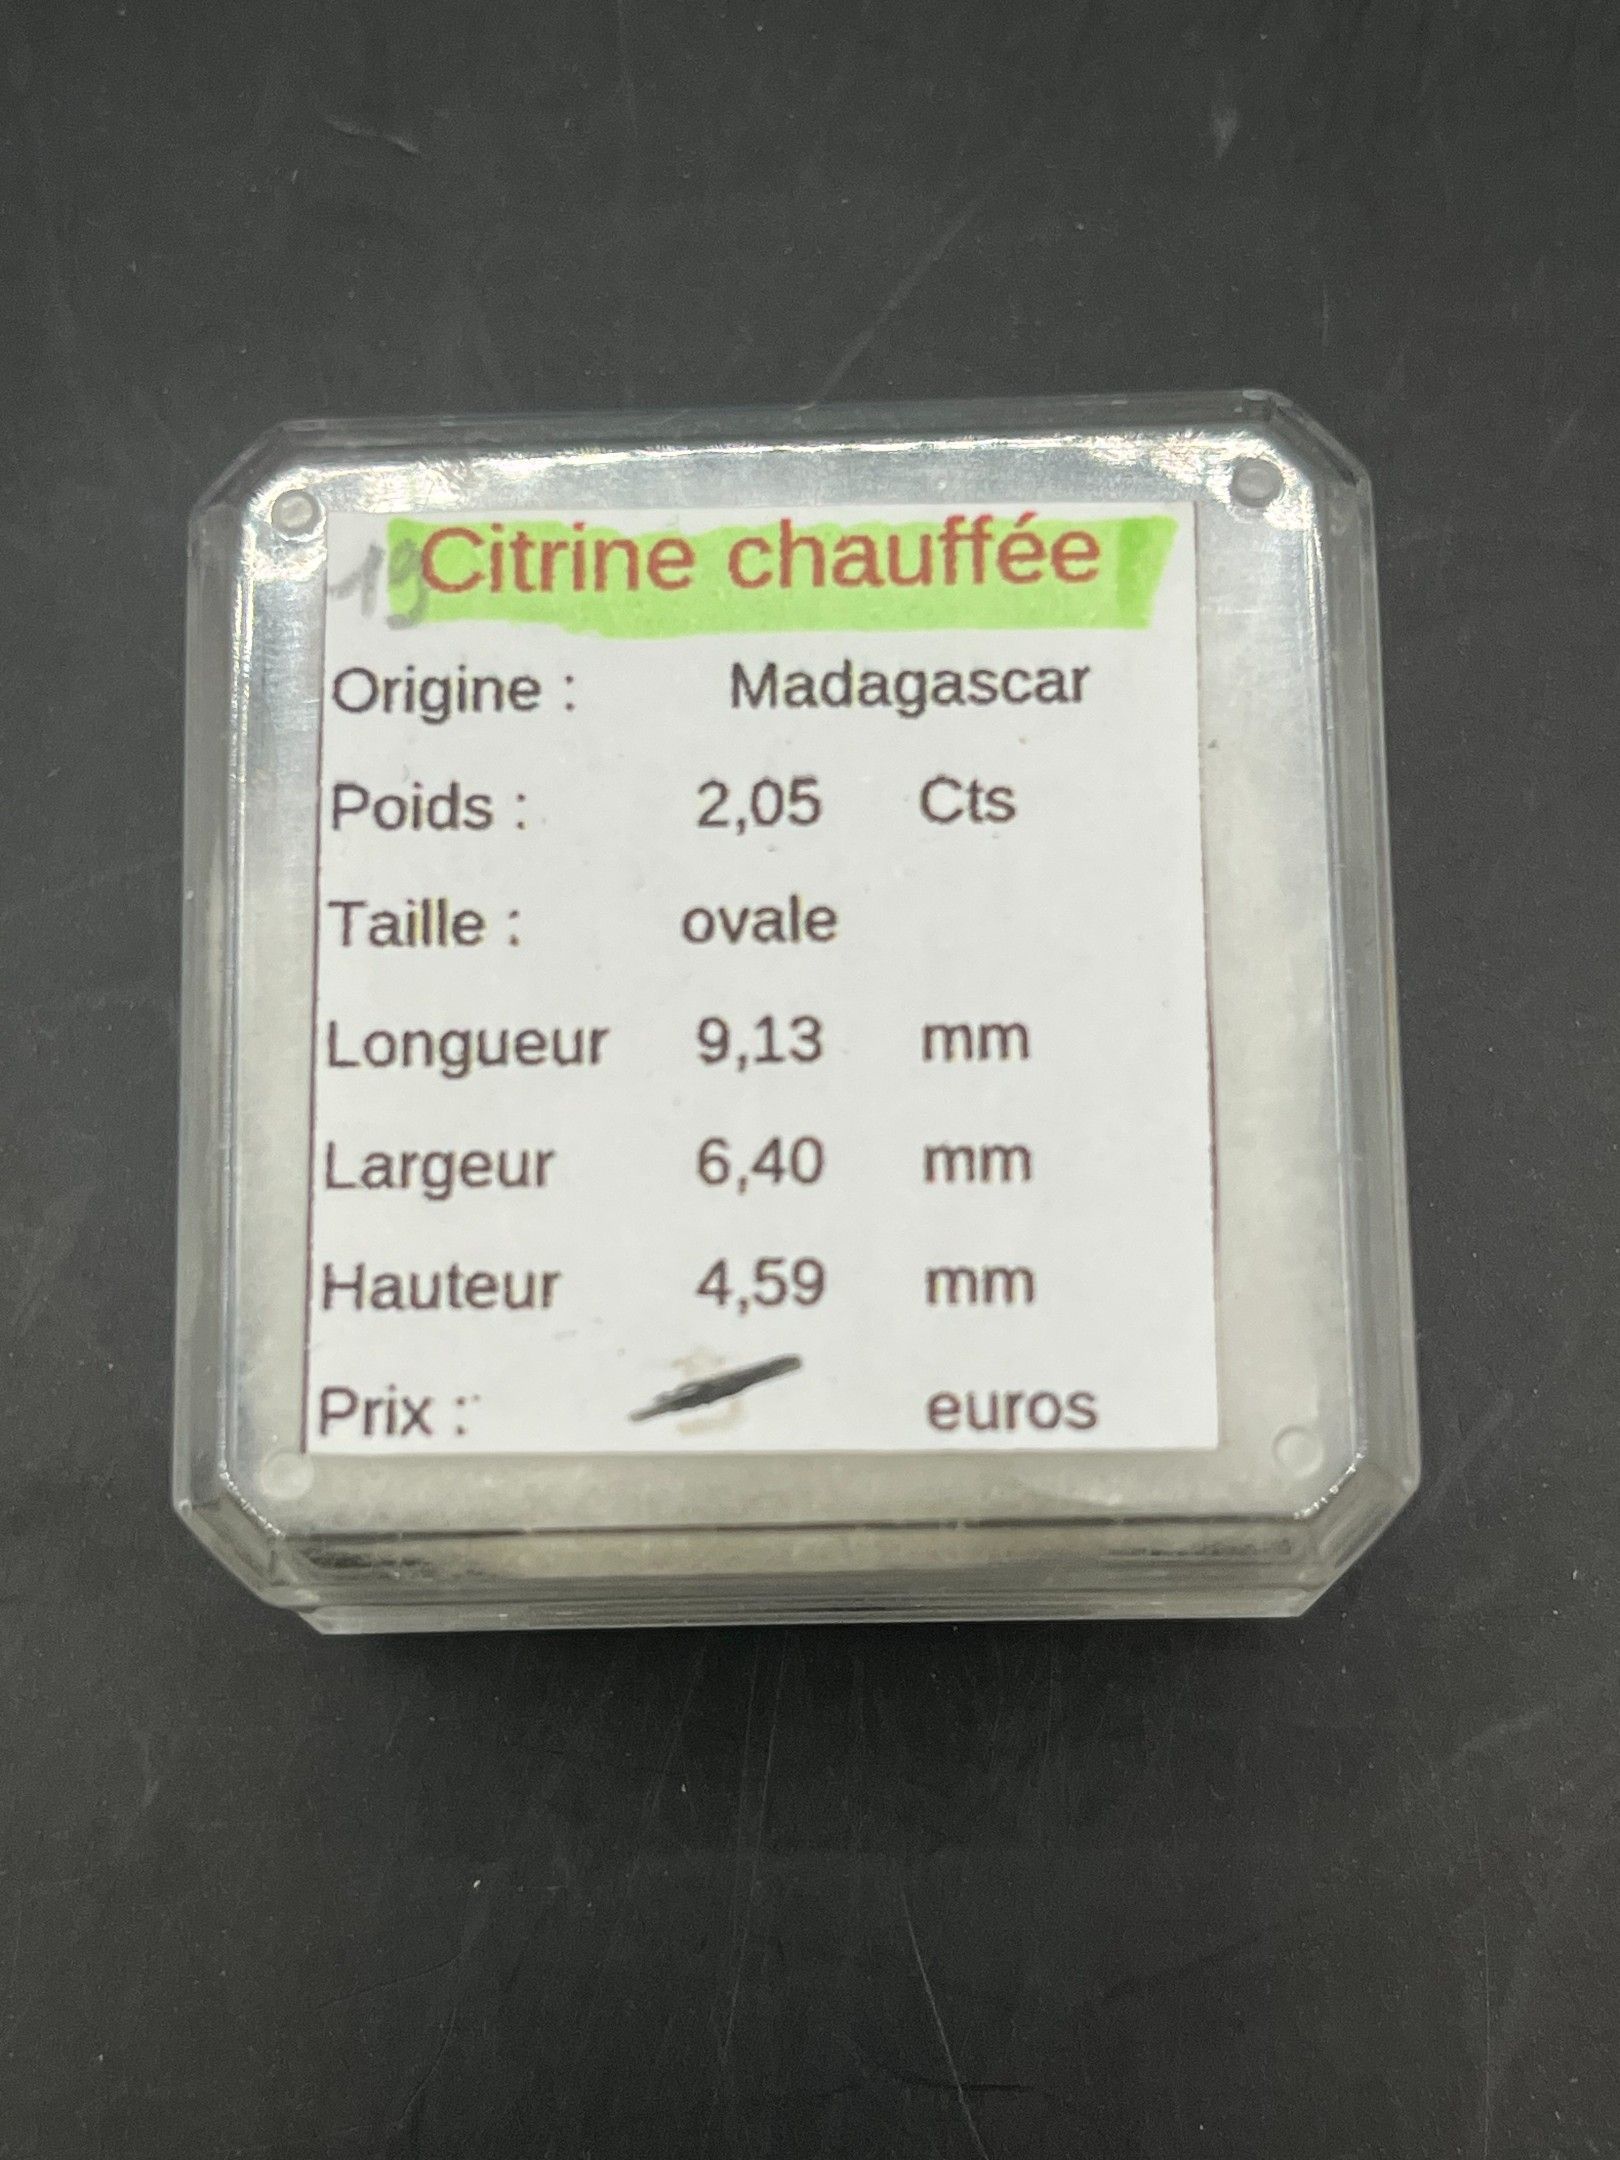 19 Citrine chauffée
Origine : Madagascar
Poids : 2,05 Cts
Taille : ovale
Longueur 9,13 mm
Largeur 6,40 mm
Hauteur 4,59 mm
Prix : euros